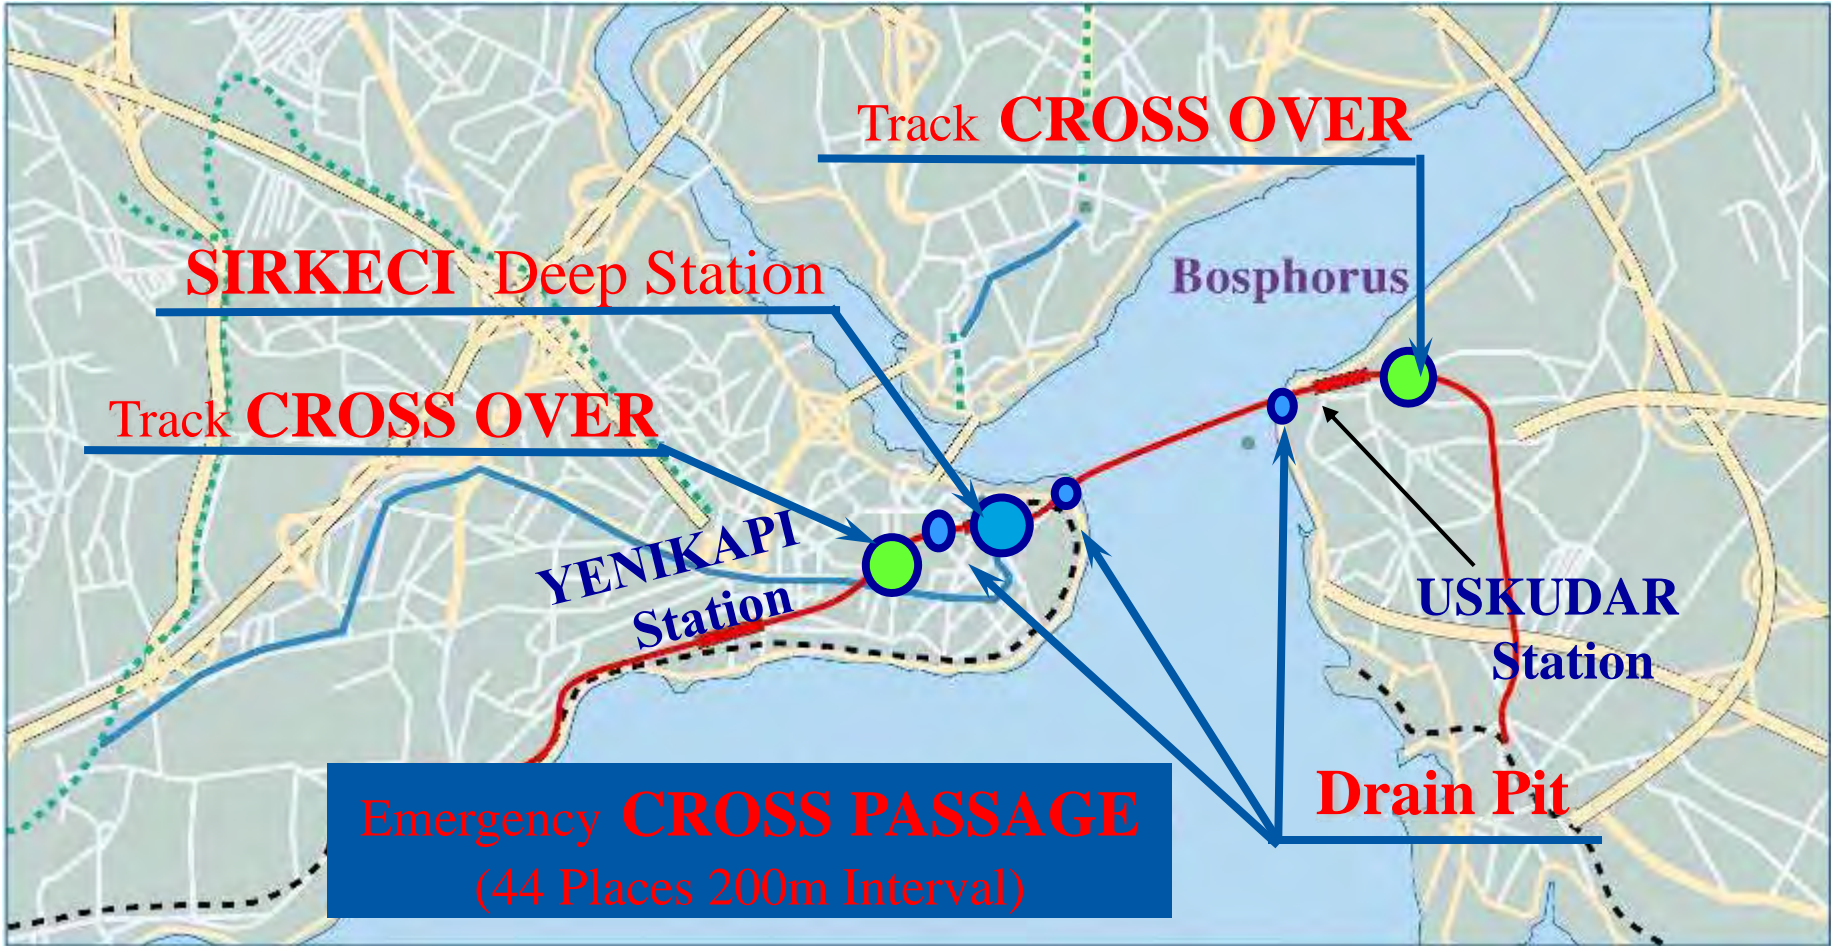 Track CROSS OVER
SIRKECI Deep Station
Bosphorus
Track CROSS OVER
YENIKAPI
Station
USKUDAR
Station
Drain Pit
Emergency CROSS PASSAGE
(44 Places 200m Interval)